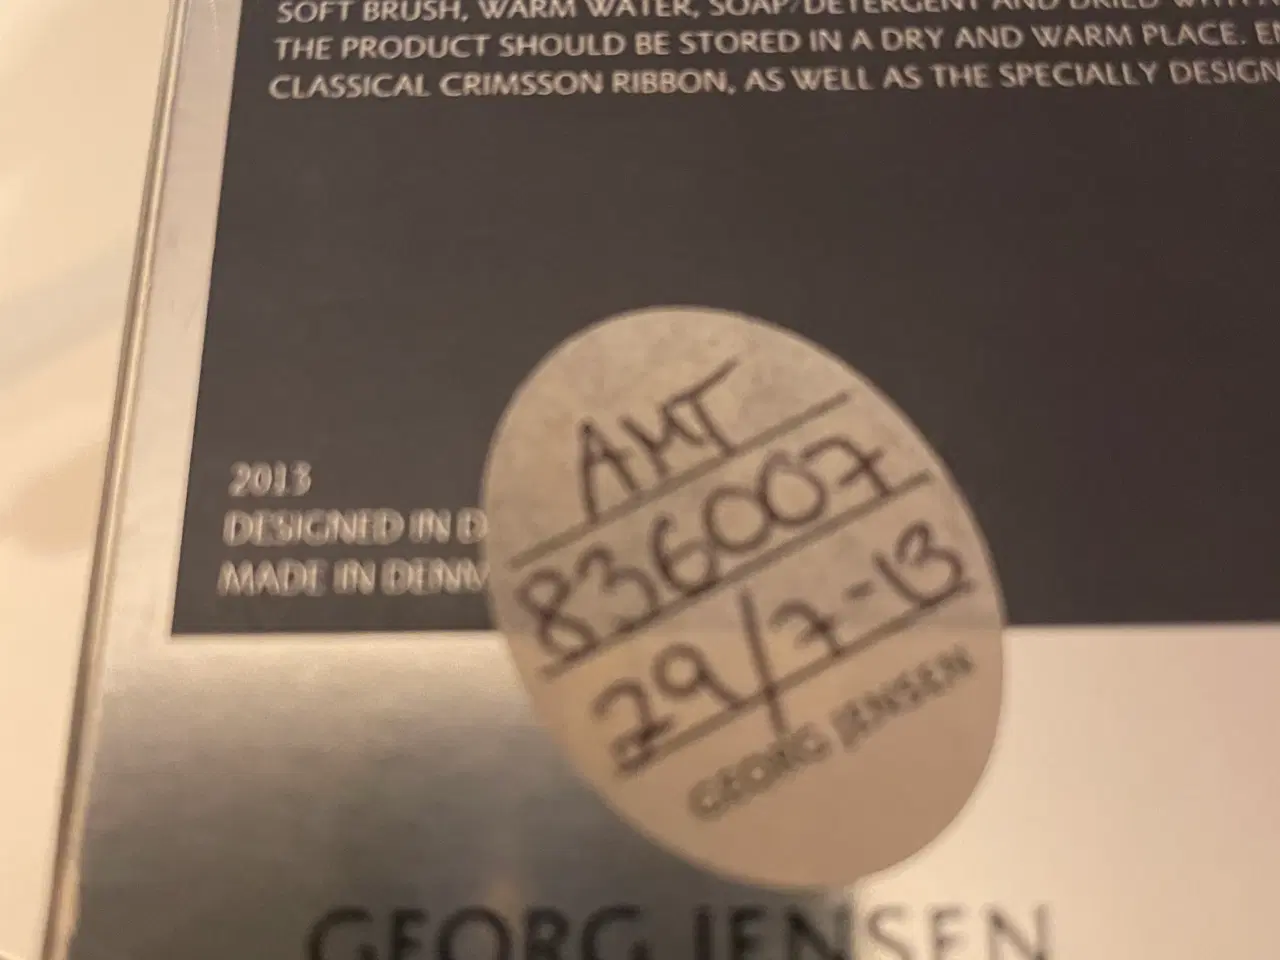 SOFT BRUSH, WARM WATER, SOAP/DETERGENT AND DRIED WITH
THE PRODUCT SHOULD BE STORED IN A DRY AND WARM PLACE.
CLASSICAL CRIMSSON RIBBON, AS WELL AS THE SPECIALLY DESIGN
AMT
836007
29/7-13
GEORG JENSEN
2013
DESIGNED IN D
MADE IN DENM
GEORG JENSEN